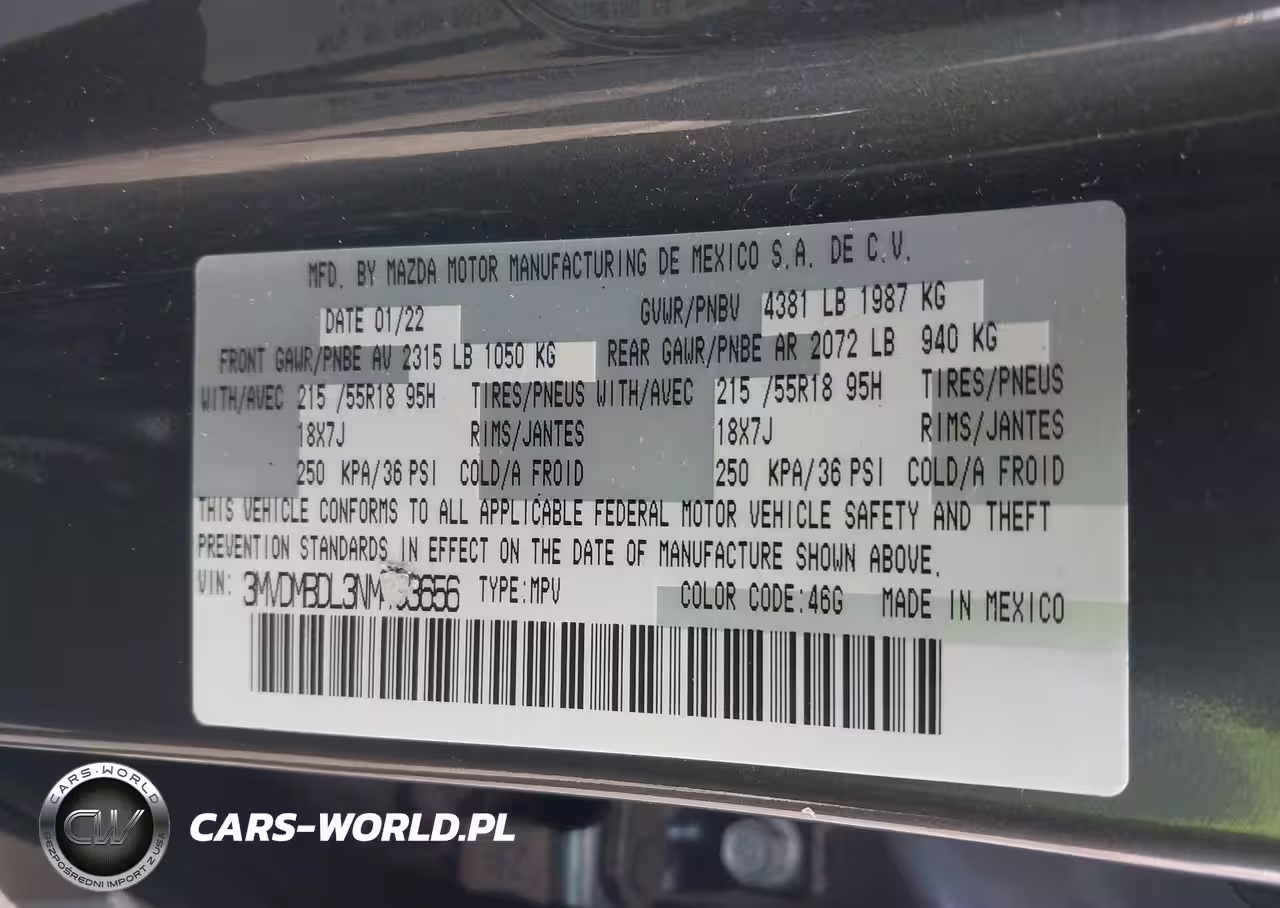 MFD. BY MAZDA MOTOR MANUFACTURING DE MEXICO S.A. DE C.V.
DATE 01/22 GVWR/PNBV 4381 LB 1987 KG
FRONT GAWR/PNBE AV 2315 LB 1050 KG REAR GAWR/PNBE AR 2072 LB 940 KG
WITH/AVEC 215 /55R18 95H TIRES/PNEUS WITH/AVEC 215 /55R18 95H TIRES/PNEUS
18X7J RIMS/JANTES 18X7J RIMS/JANTES
250 KPA/36 PSI COLD/A FROID 250 KPA/36 PSI COLD/A FROID
THIS VEHICLE CONFORMS TO ALL APPLICABLE FEDERAL MOTOR VEHICLE SAFETY AND THEFT
PREVENTION STANDARDS IN EFFECT ON THE DATE OF MANUFACTURE SHOWN ABOVE.
VIN: TYPE:MPV COLOR CODE:46G MADE IN MEXICO
CARS-WORLD
CW
BEZPOŚREDNI IMPORT Z USA
CARS-WORLD.PL